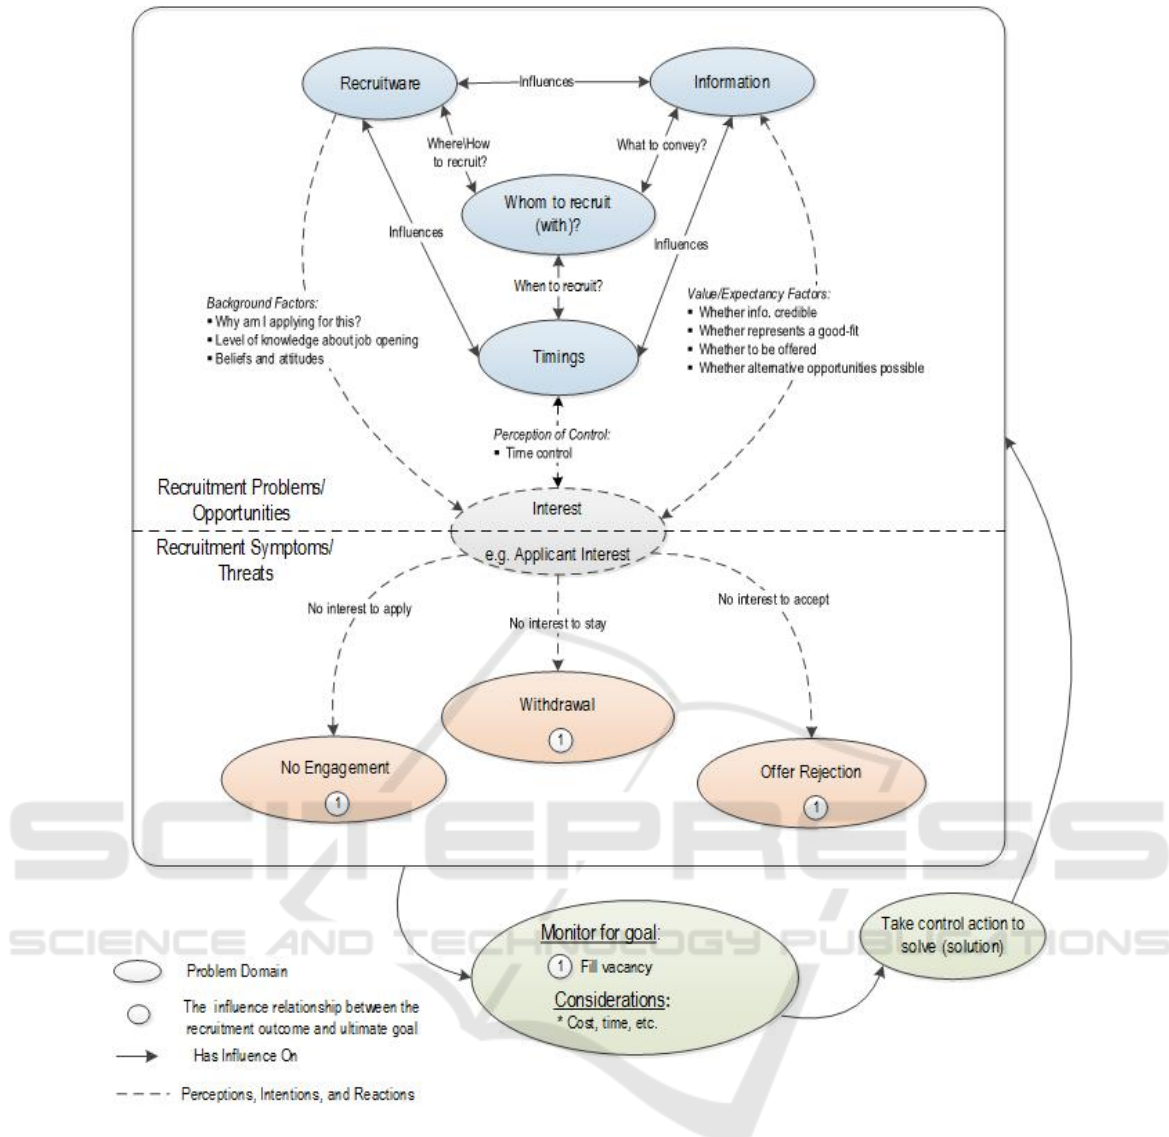 Recruitware
Influences
Information
Where\How
to recruit?
What to convey?
Whom to recruit
(with)?
Influences
Influences
When to recruit?
Background Factors:
▪ Why am I applying for this?
▪ Level of knowledge about job opening
▪ Beliefs and attitudes
Value/Expectancy Factors:
▪ Whether info. credible
▪ Whether represents a good-fit
▪ Whether to be offered
▪ Whether alternative opportunities possible
Timings
Perception of Control:
▪ Time control
Recruitment Problems/
Opportunities
Interest
Recruitment Symptoms/
Threats
e.g. Applicant Interest
No interest to apply
No interest to stay
No interest to accept
Withdrawal
1
No Engagement
1
Offer Rejection
1
SCITEPRESS
SCIENCE AND TECHNOLOGY PUBLICATIONS
Monitor for goal:
1 Fill vacancy
Considerations:
* Cost, time, etc.
Take control action to
solve (solution)
Problem Domain
The influence relationship between the
recruitment outcome and ultimate goal
Has Influence On
Perceptions, Intentions, and Reactions